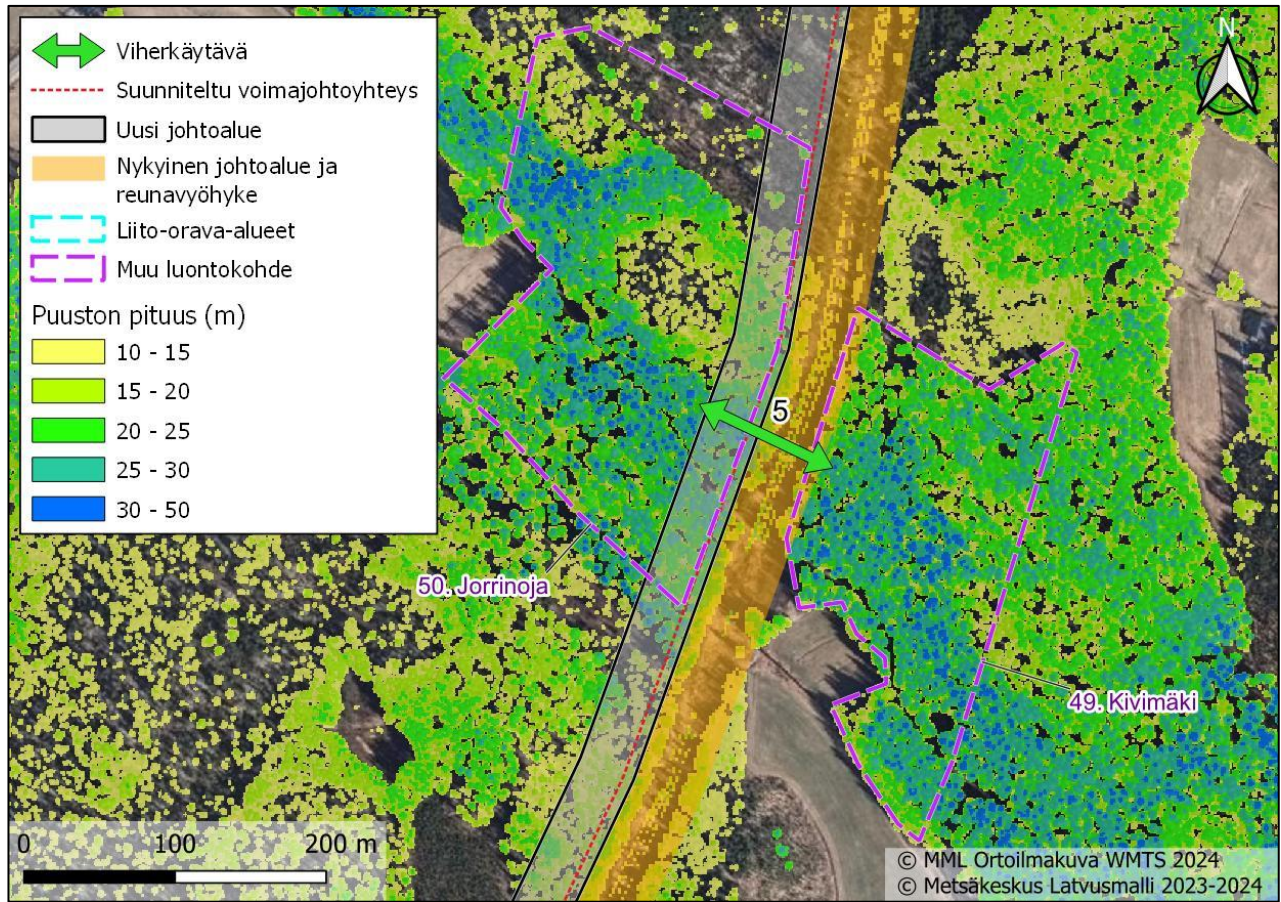 Viherkäytävä
Suunniteltu voimajohtoyhteys
Uusi johtoalue
Nykyinen johtoalue ja
reunavyöhyke
Liito-orava-alueet
Muu luontokohde
Puuston pituus (m)
10 - 15
15 - 20
20 - 25
25 - 30
30 - 50
N
5
50. Jorrinoja
49. Kivimäki
0 100 200 m
© MML Ortoilmakuva WMTS 2024
© Metsäkeskus Latvusmalli 2023-2024